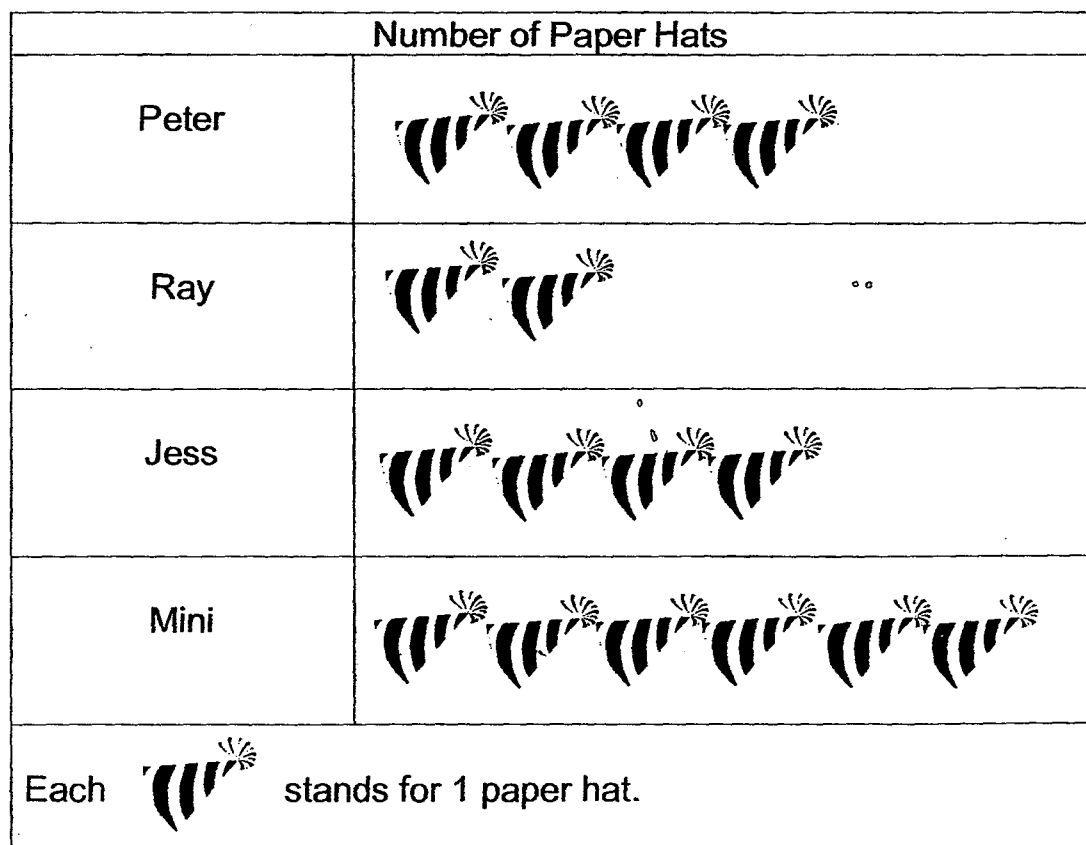 Number of Paper Hats
Peter
Ray
Jess
Mini
Each stands for 1 paper hat.